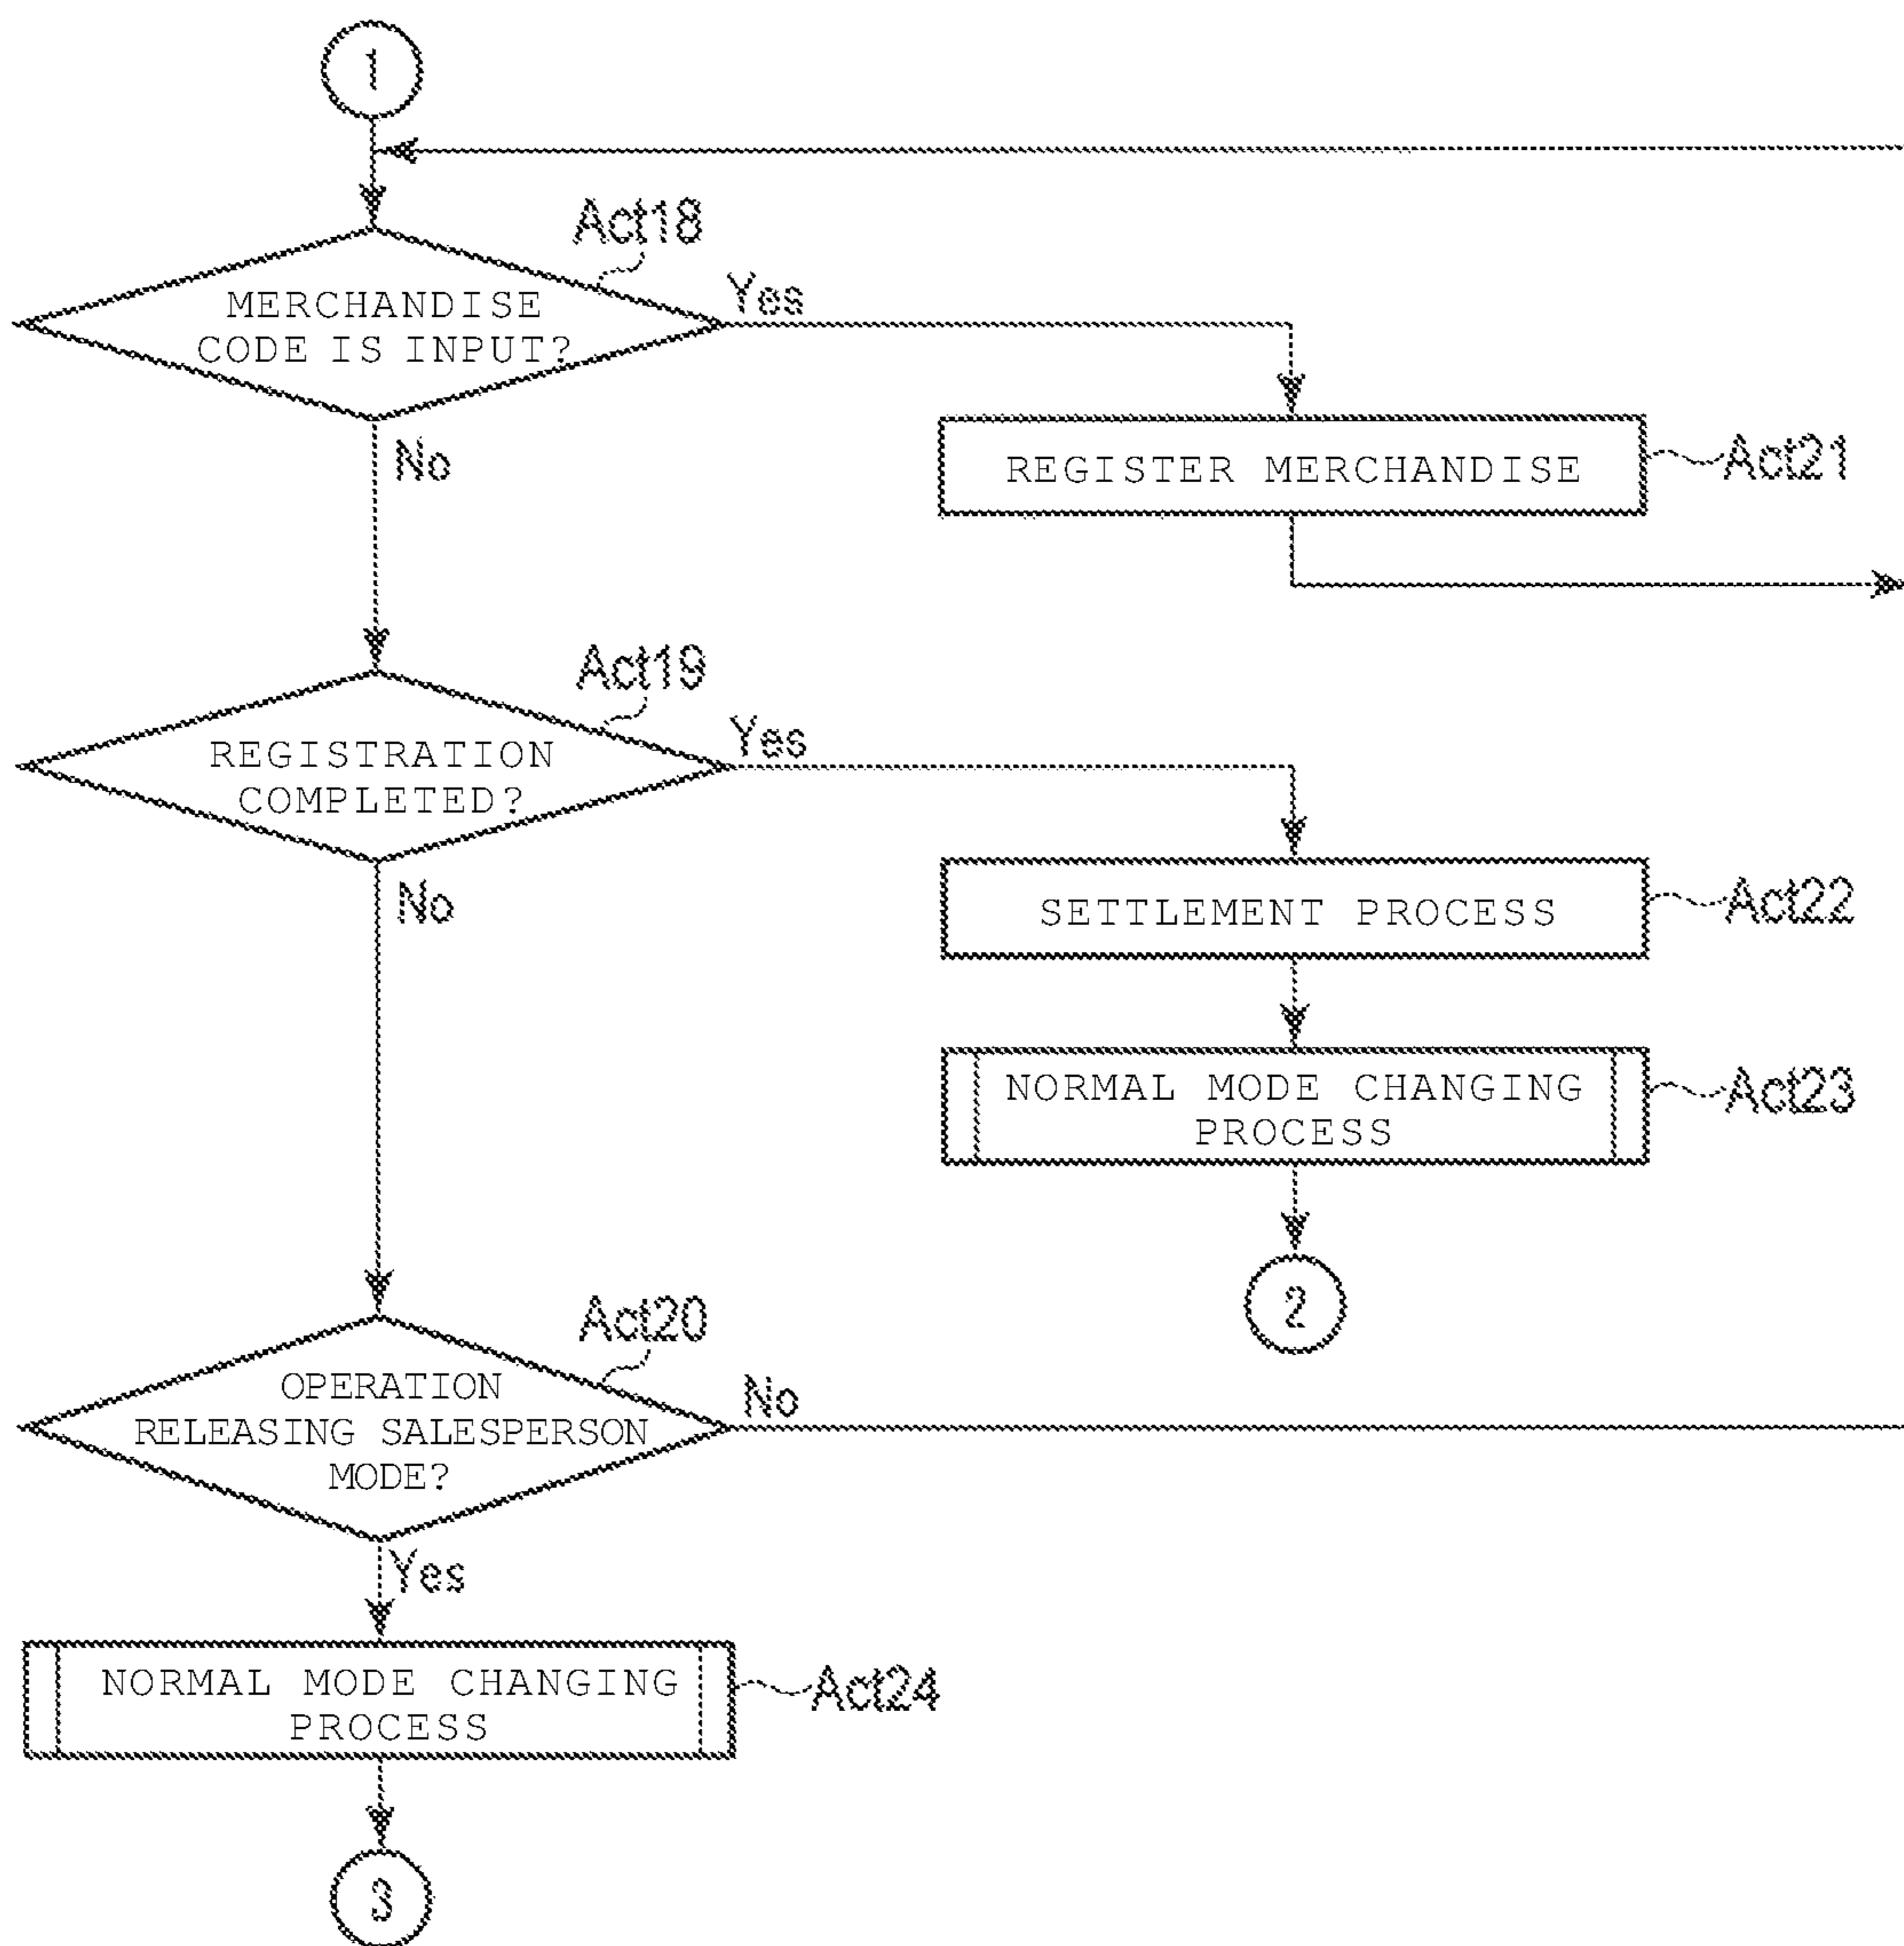 1
Act18
MERCHANDISE
CODE IS INPUT?
Yes
No
REGISTER MERCHANDISE
Act21
Act19
REGISTRATION
COMPLETED?
Yes
No
SETTLEMENT PROCESS
Act22
NORMAL MODE CHANGING
PROCESS
Act23
2
Act20
OPERATION
RELEASING SALESPERSON
MODE?
No
Yes
NORMAL MODE CHANGING
PROCESS
Act24
3